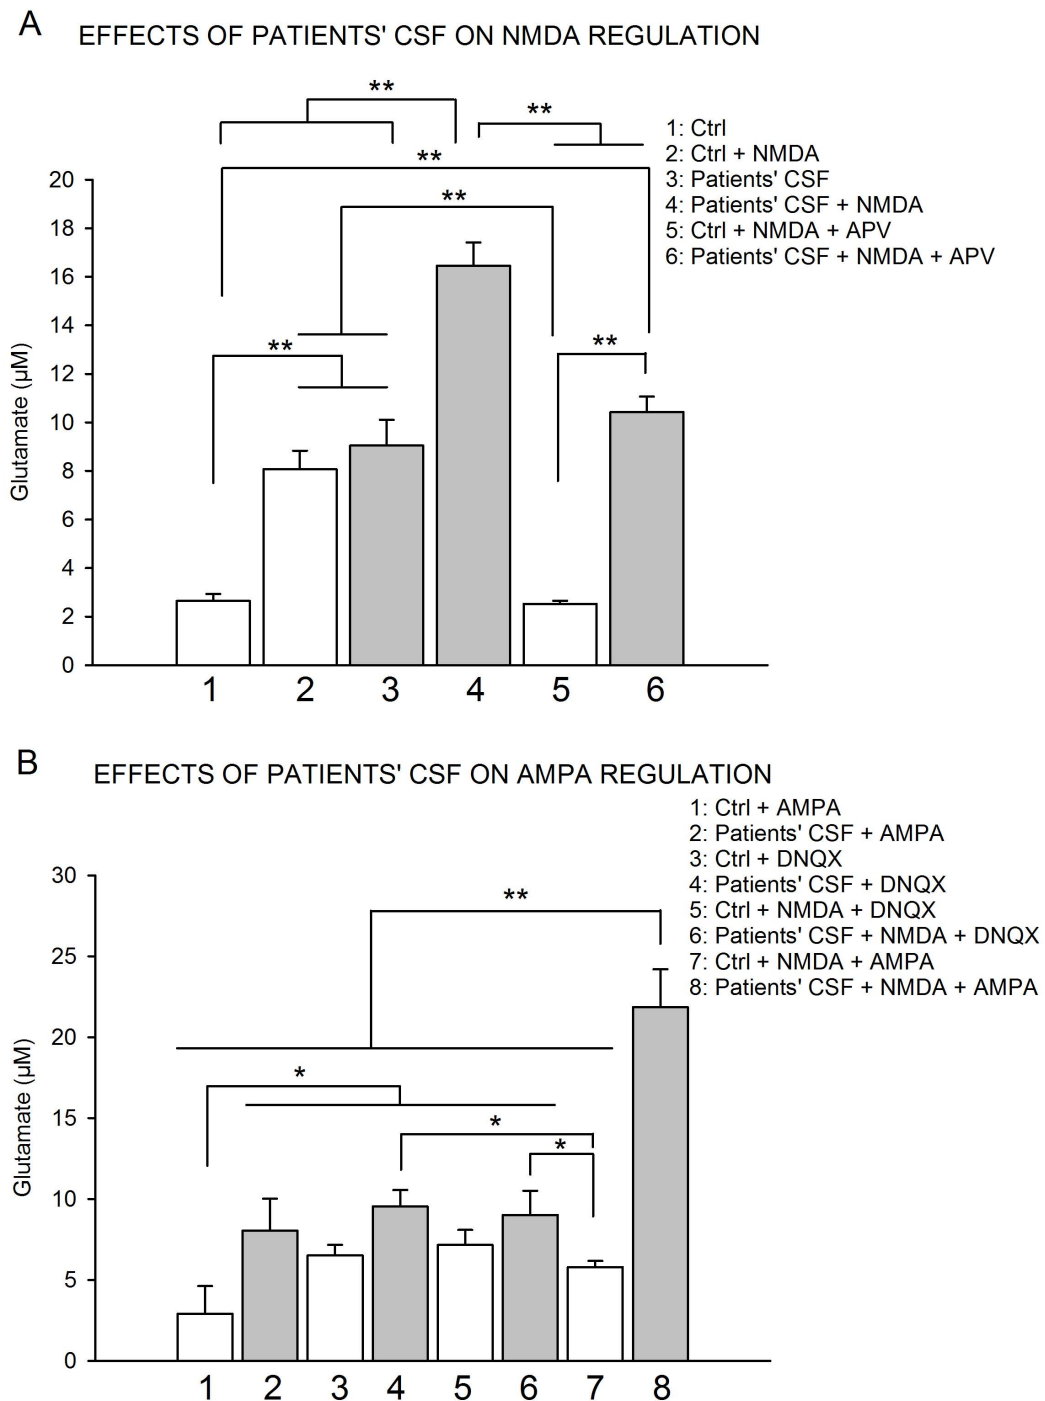 A
EFFECTS OF PATIENTS' CSF ON NMDA REGULATION
**
**
1: Ctrl
2: Ctrl + NMDA
3: Patients' CSF
4: Patients' CSF + NMDA
5: Ctrl + NMDA + APV
6: Patients' CSF + NMDA + APV
**
**
**
**
Glutamate (µM)
20
18
16
14
12
10
8
6
4
2
0
1 2 3 4 5 6
B
EFFECTS OF PATIENTS' CSF ON AMPA REGULATION
1: Ctrl + AMPA
2: Patients' CSF + AMPA
3: Ctrl + DNQX
4: Patients' CSF + DNQX
5: Ctrl + NMDA + DNQX
6: Patients' CSF + NMDA + DNQX
7: Ctrl + NMDA + AMPA
8: Patients' CSF + NMDA + AMPA
**
*
*
*
Glutamate (µM)
30
25
20
15
10
5
0
1 2 3 4 5 6 7 8